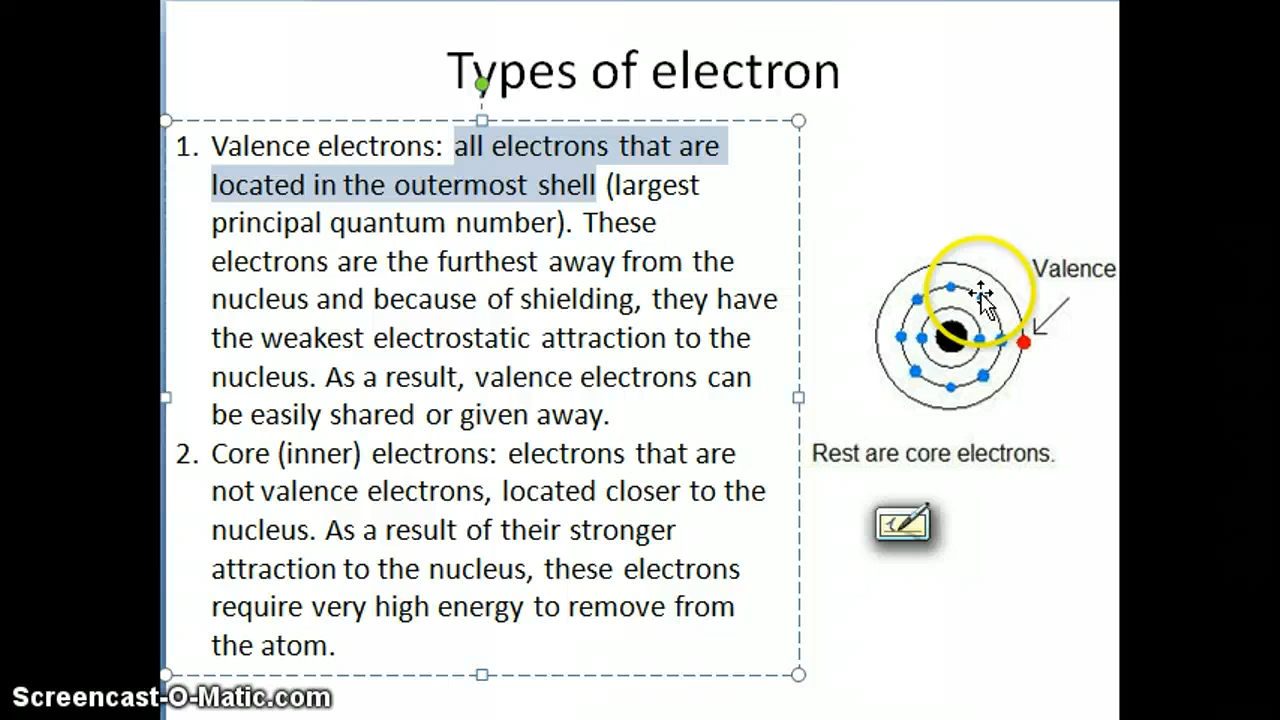 Types of electron
1. Valence electrons: all electrons that are
located in the outermost shell (largest
principal quantum number). These
electrons are the furthest away from the
nucleus and because of shielding, they have
the weakest electrostatic attraction to the
nucleus. As a result, valence electrons can
be easily shared or given away.
2. Core (inner) electrons: electrons that are
not valence electrons, located closer to the
nucleus. As a result of their stronger
attraction to the nucleus, these electrons
require very high energy to remove from
the atom.
Valence
Rest are core electrons.
Screencast-O-Matic.com